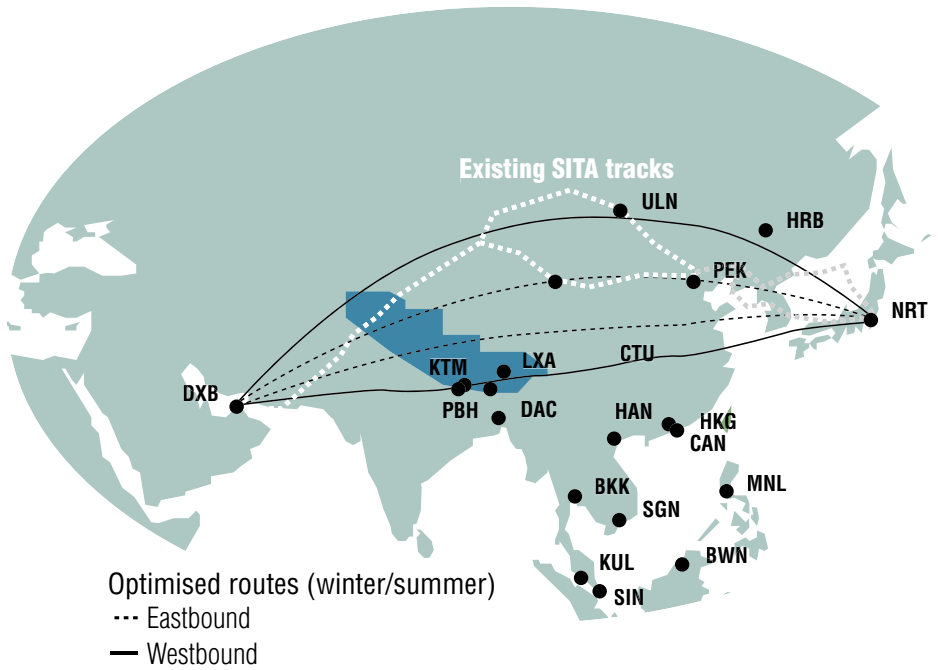 Existing SITA tracks
ULN
HRB
PEK
NRT
CTU
LXA
KTM
DXB
PBH
DAC
HAN
HKG
CAN
BKK
MNL
SGN
BWN
KUL
SIN
Optimised routes (winter/summer)
Eastbound
Westbound